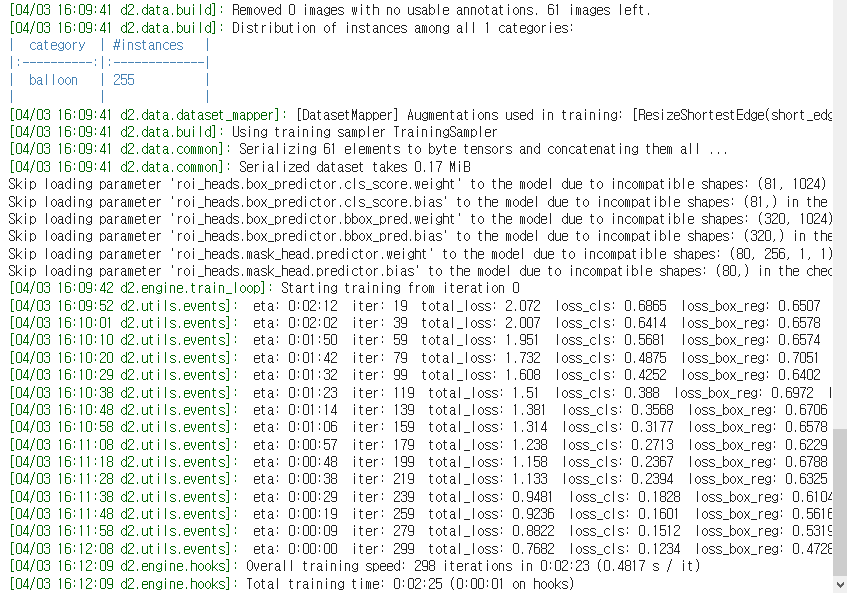 [04/03 16:09:41 d2.data.build]: Removed 0 images with no usable annotations. 61 images left.
[04/03 16:09:41 d2.data.build]: Distribution of instances among all 1 categories:
|  category  | #instances   |
|:----------:|:-------------|
|  balloon   | 255          |
|            |              |
[04/03 16:09:41 d2.data.dataset_mapper]: [DatasetMapper] Augmentations used in training: [ResizeShortestEdge(short_edg
[04/03 16:09:41 d2.data.build]: Using training sampler TrainingSampler
[04/03 16:09:41 d2.data.common]: Serializing 61 elements to byte tensors and concatenating them all ...
[04/03 16:09:41 d2.data.common]: Serialized dataset takes 0.17 MiB
Skip loading parameter 'roi_heads.box_predictor.cls_score.weight' to the model due to incompatible shapes: (81, 1024)
Skip loading parameter 'roi_heads.box_predictor.cls_score.bias' to the model due to incompatible shapes: (81,) in the
Skip loading parameter 'roi_heads.box_predictor.bbox_pred.weight' to the model due to incompatible shapes: (320, 1024)
Skip loading parameter 'roi_heads.box_predictor.bbox_pred.bias' to the model due to incompatible shapes: (320,) in the
Skip loading parameter 'roi_heads.mask_head.predictor.weight' to the model due to incompatible shapes: (80, 256, 1, 1)
Skip loading parameter 'roi_heads.mask_head.predictor.bias' to the model due to incompatible shapes: (80,) in the chec
[04/03 16:09:42 d2.engine.train_loop]: Starting training from iteration 0
[04/03 16:09:52 d2.utils.events]:  eta: 0:02:12  iter: 19  total_loss: 2.072  loss_cls: 0.6865  loss_box_reg: 0.6507
[04/03 16:10:01 d2.utils.events]:  eta: 0:02:02  iter: 39  total_loss: 2.007  loss_cls: 0.6414  loss_box_reg: 0.6578
[04/03 16:10:10 d2.utils.events]:  eta: 0:01:50  iter: 59  total_loss: 1.951  loss_cls: 0.5681  loss_box_reg: 0.6574
[04/03 16:10:20 d2.utils.events]:  eta: 0:01:42  iter: 79  total_loss: 1.732  loss_cls: 0.4875  loss_box_reg: 0.7051
[04/03 16:10:29 d2.utils.events]:  eta: 0:01:32  iter: 99  total_loss: 1.608  loss_cls: 0.4252  loss_box_reg: 0.6402
[04/03 16:10:38 d2.utils.events]:  eta: 0:01:23  iter: 119  total_loss: 1.51  loss_cls: 0.388  loss_box_reg: 0.6972
[04/03 16:10:48 d2.utils.events]:  eta: 0:01:14  iter: 139  total_loss: 1.381  loss_cls: 0.3568  loss_box_reg: 0.6706
[04/03 16:10:58 d2.utils.events]:  eta: 0:01:06  iter: 159  total_loss: 1.314  loss_cls: 0.3177  loss_box_reg: 0.6578
[04/03 16:11:08 d2.utils.events]:  eta: 0:00:57  iter: 179  total_loss: 1.238  loss_cls: 0.2713  loss_box_reg: 0.6229
[04/03 16:11:18 d2.utils.events]:  eta: 0:00:48  iter: 199  total_loss: 1.158  loss_cls: 0.2367  loss_box_reg: 0.6788
[04/03 16:11:28 d2.utils.events]:  eta: 0:00:38  iter: 219  total_loss: 1.133  loss_cls: 0.2394  loss_box_reg: 0.6325
[04/03 16:11:38 d2.utils.events]:  eta: 0:00:29  iter: 239  total_loss: 0.9481  loss_cls: 0.1828  loss_box_reg: 0.6104
[04/03 16:11:48 d2.utils.events]:  eta: 0:00:19  iter: 259  total_loss: 0.9236  loss_cls: 0.1601  loss_box_reg: 0.5616
[04/03 16:11:58 d2.utils.events]:  eta: 0:00:09  iter: 279  total_loss: 0.8822  loss_cls: 0.1512  loss_box_reg: 0.5319
[04/03 16:12:08 d2.utils.events]:  eta: 0:00:00  iter: 299  total_loss: 0.7682  loss_cls: 0.1234  loss_box_reg: 0.4728
[04/03 16:12:09 d2.engine.hooks]: Overall training speed: 298 iterations in 0:02:23 (0.4817 s / it)
[04/03 16:12:09 d2.engine.hooks]: Total training time: 0:02:25 (0:00:01 on hooks)